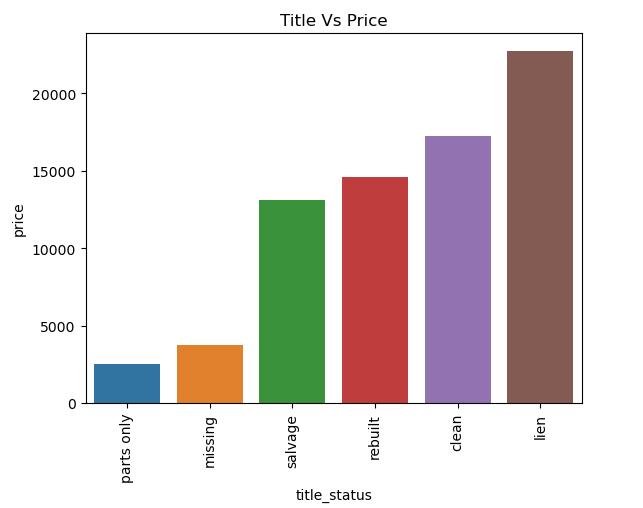 Title Vs Price
price
20000
15000
10000
5000
0
parts only
missing
salvage
rebuilt
clean
lien
title_status